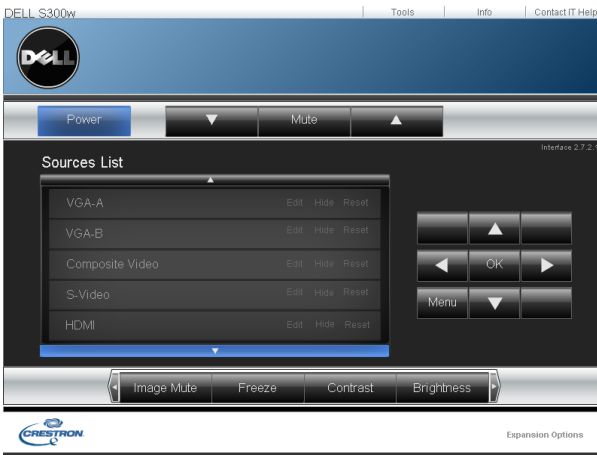 DELL S300w
Tools Info Contact IT Help
DELL
Power Mute
Interface 2.7.2.1
Sources List
VGA-A Edit Hide Reset
VGA-B Edit Hide Reset
Composite Video Edit Hide Reset
S-Video Edit Hide Reset
HDMI Edit Hide Reset
OK
Menu
Image Mute Freeze Contrast Brightness
CRESTRON
Expansion Options